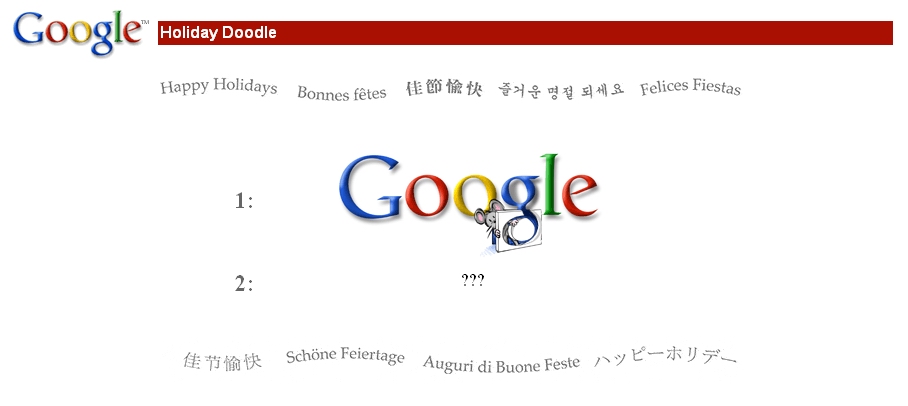 Google™ Holiday Doodle
Happy Holidays Bonnes fêtes 佳節愉快 즐거운 명절 되세요 Felices Fiestas
1: Google
2: ???
佳节愉快 Schöne Feiertage Auguri di Buone Feste ハッピーホリデー